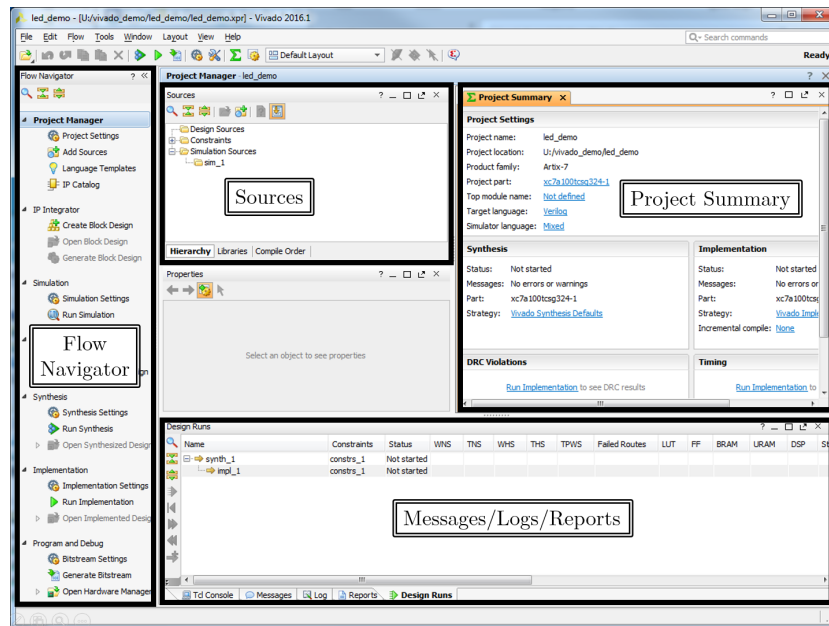 led_demo - [U:/vivado_demo/led_demo/led_demo.xpr] - Vivado 2016.1
File Edit Flow Tools Window Layout View Help
Search commands
Default Layout
Ready
Flow Navigator
Project Manager
Project Settings
Add Sources
Language Templates
IP Catalog
IP Integrator
Create Block Design
Open Block Design
Generate Block Design
Simulation
Simulation Settings
Run Simulation
Flow
Navigator
Synthesis
Synthesis Settings
Run Synthesis
Open Synthesized Design
Implementation
Implementation Settings
Run Implementation
Open Implemented Desig
Program and Debug
Bitstream Settings
Generate Bitstream
Open Hardware Manager
Project Manager - led_demo
Sources
Design Sources
Constraints
Simulation Sources
sim_1
Sources
Hierarchy Libraries Compile Order
Properties
Select an object to see properties
Σ Project Summary
Project Settings
Project name: led_demo
Project location: U:/vivado_demo/led_demo
Product family: Artix-7
Project part: xc7a100tcsg324-1
Top module name: Not defined
Target language: Verilog
Simulator language: Mixed
Project Summary
Synthesis
Status: Not started
Messages: No errors or warnings
Part: xc7a100tcsg324-1
Strategy: Vivado Synthesis Defaults
Implementation
Status: Not started
Messages: No errors or
Part: xc7a100tcsg
Strategy: Vivado Imple
Incremental compile: None
DRC Violations
Run Implementation to see DRC results
Timing
Run Implementation to
Design Runs
Name Constraints Status WNS TNS WHS THS TPWS Failed Routes LUT FF BRAM URAM DSP St
synth_1 constrs_1 Not started
impl_1 constrs_1 Not started
Messages/Logs/Reports
Tcl Console Messages Log Reports Design Runs